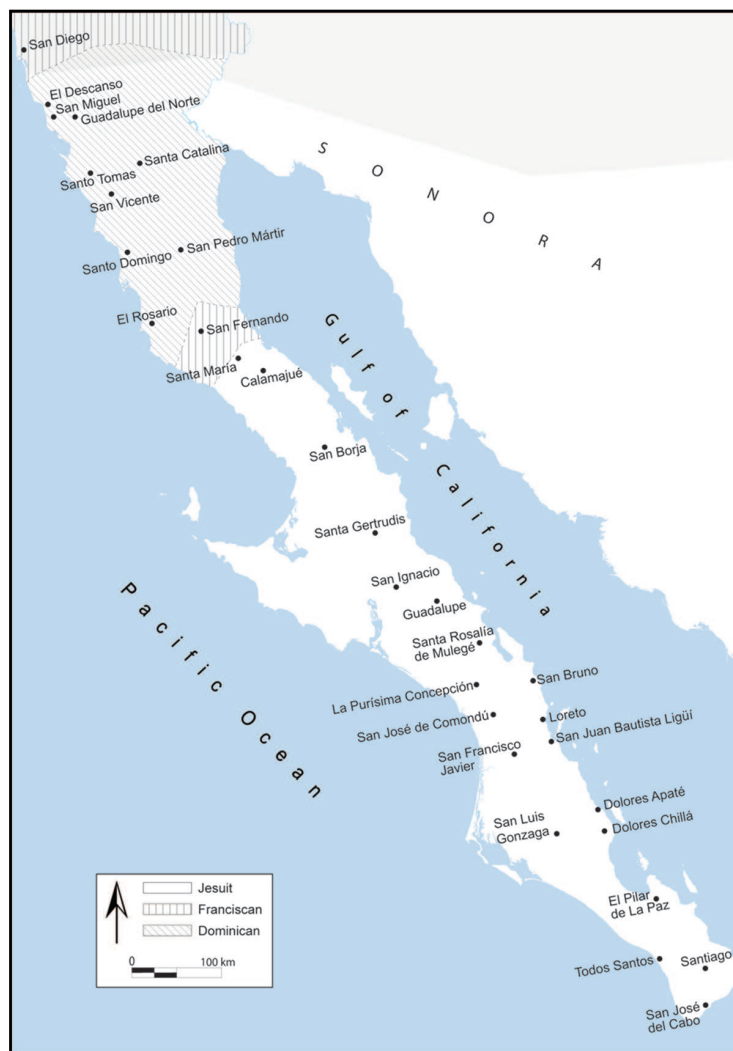 San Diego
El Descanso
San Miguel
Guadalupe del Norte
SONORA
Santa Catalina
Santo Tomas
San Vicente
San Pedro Mártir
Santo Domingo
El Rosario
San Fernando
Gulf of California
Santa María
Calamajué
San Borja
Santa Gertrudis
San Ignacio
Guadalupe
Pacific Ocean
Santa Rosalía
de Mulegé
San Bruno
La Purísima Concepción
San José de Comondú
Loreto
San Juan Bautista Ligüí
San Francisco
Javier
Dolores Apaté
San Luis
Gonzaga
Dolores Chillá
El Pilar
de La Paz
Todos Santos
Santiago
San José
del Cabo
Jesuit
Franciscan
Dominican
0 100 km